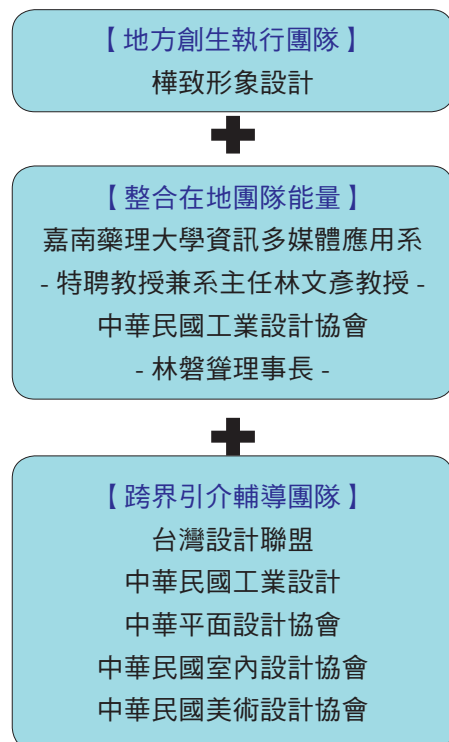 【地方創生執行團隊】
樺致形象設計
【整合在地團隊能量】
嘉南藥理大學資訊多媒體應用系
- 特聘教授兼系主任林文彥教授 -
中華民國工業設計協會
- 林磐聳理事長 -
【跨界引介輔導團隊】
台灣設計聯盟
中華民國工業設計
中華平面設計協會
中華民國室內設計協會
中華民國美術設計協會